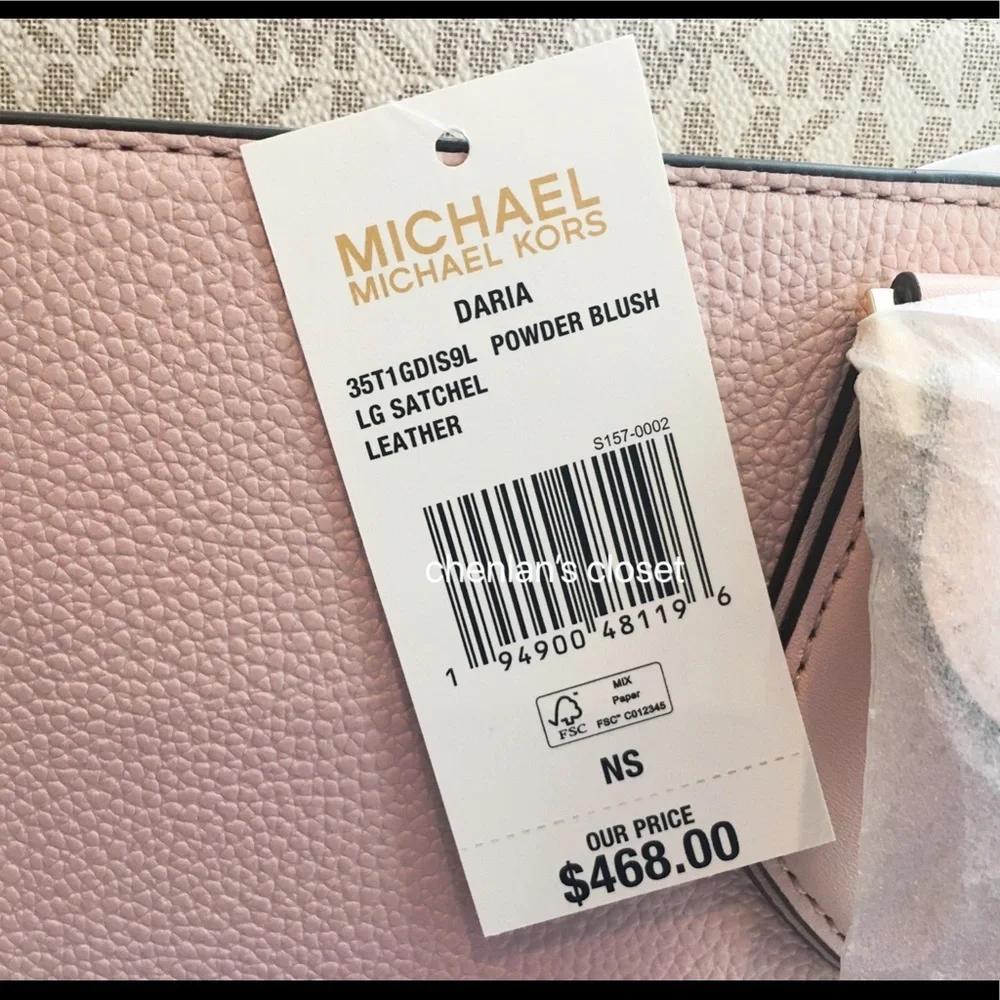 MICHAEL
MICHAEL KORS
DARIA
35T1GDIS9L POWDER BLUSH
LG SATCHEL
LEATHER
S157-0002
chenlan's closet
1 94900 48119 6
MIX
Paper
FSC™ C012345
FSC
NS
OUR PRICE
$468.00